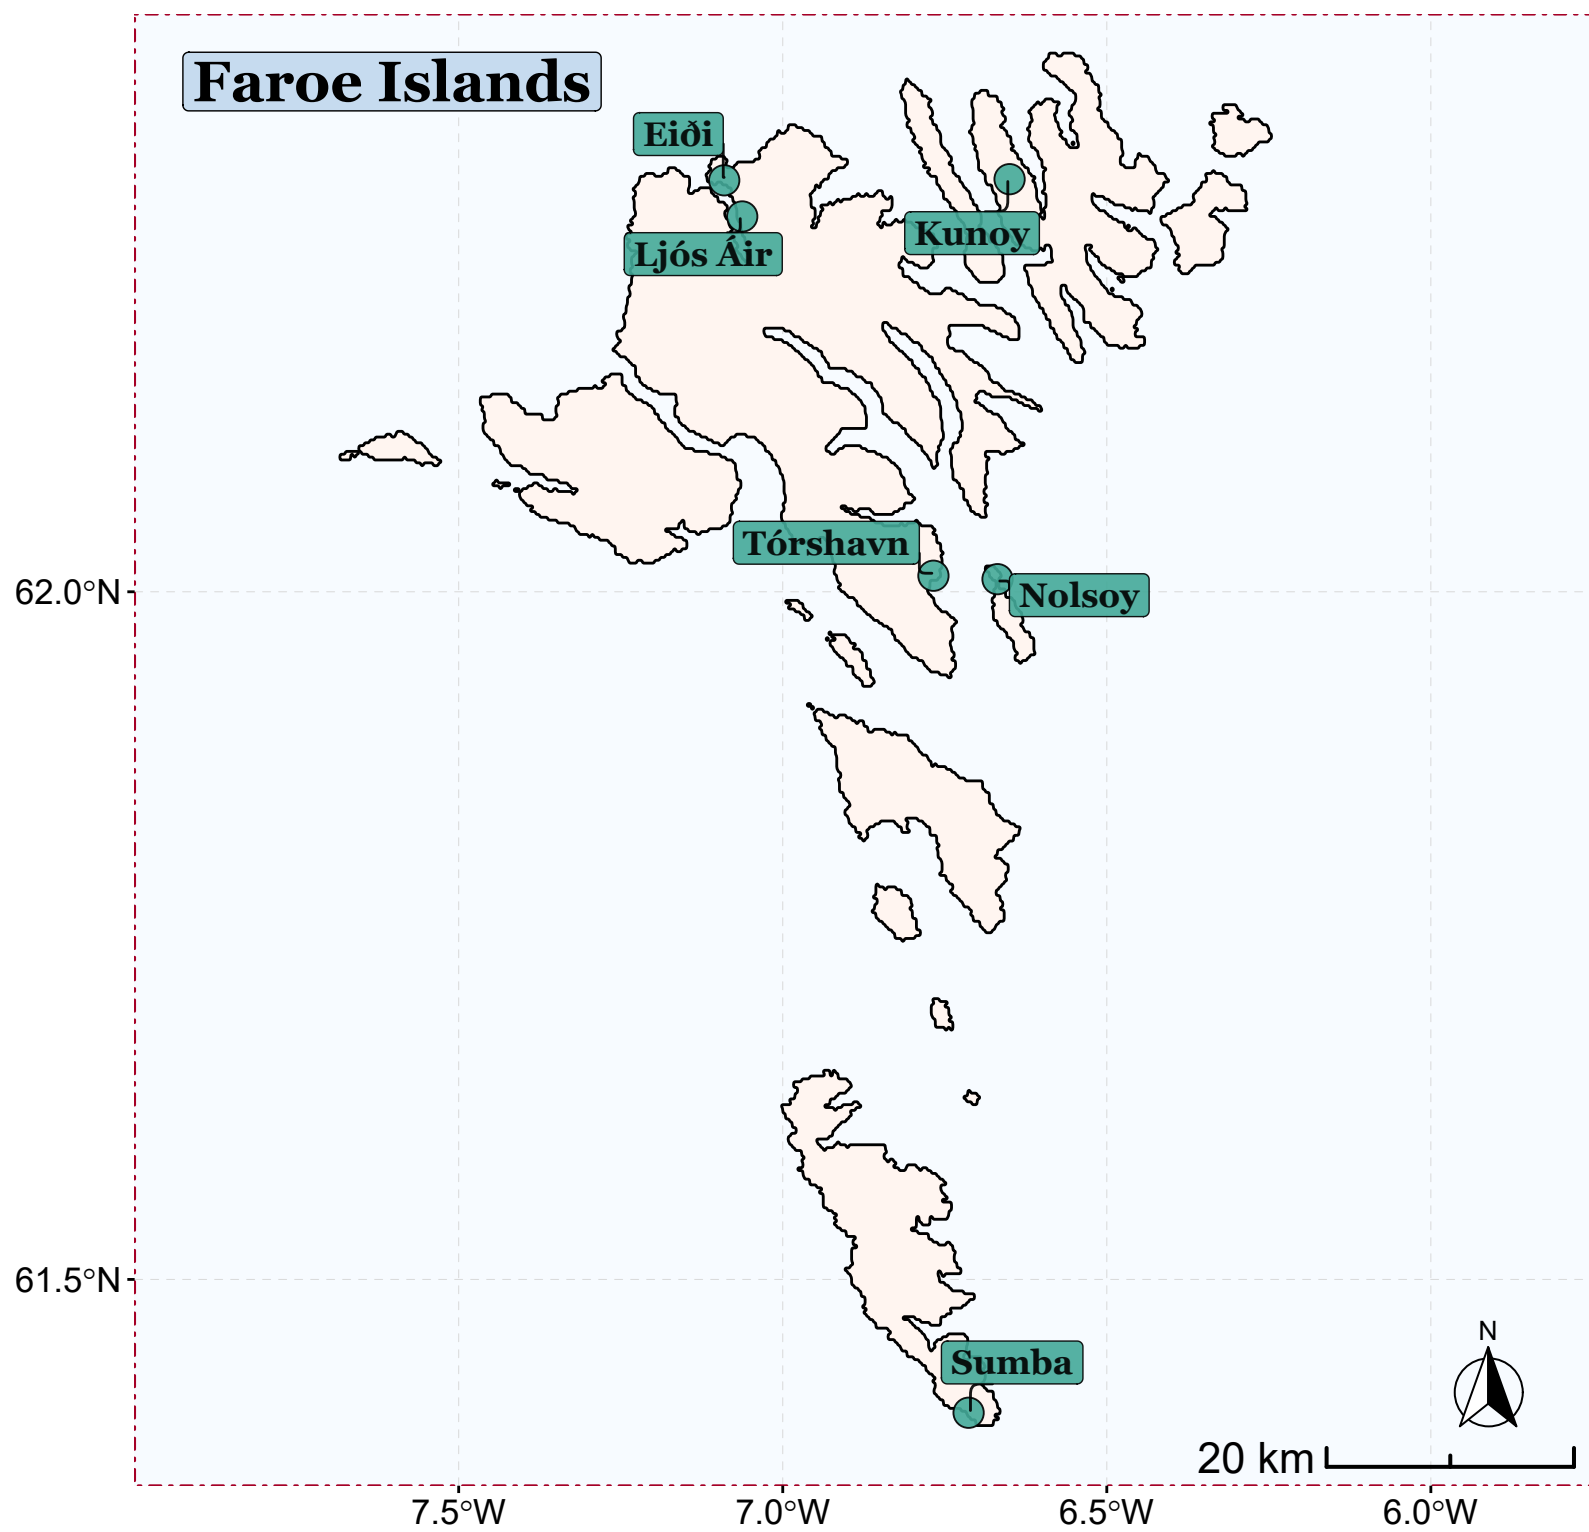 Faroe Islands
Eiði
Kunoy
Ljós Áir
Tórshavn
Nolsoy
62.0°N
61.5°N
Sumba
N
20 km
7.5°W
7.0°W
6.5°W
6.0°W